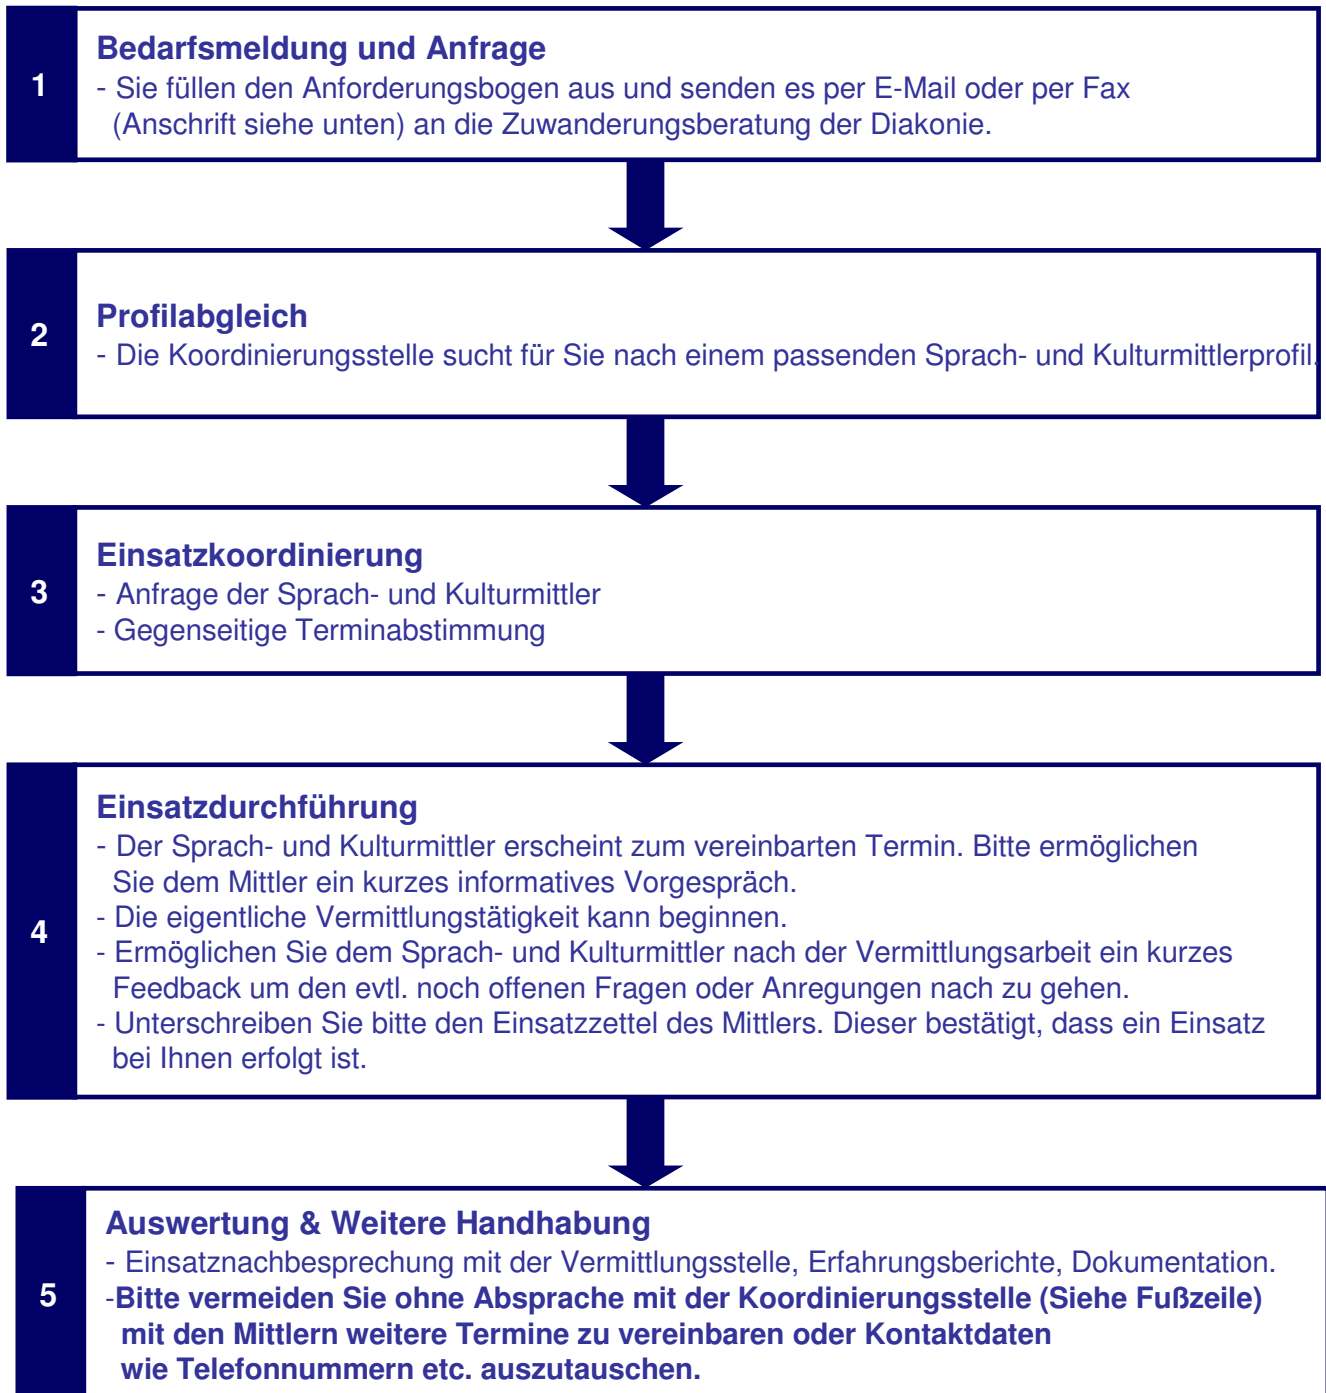 1
Bedarfsmeldung und Anfrage
- Sie füllen den Anforderungsbogen aus und senden es per E-Mail oder per Fax
(Anschrift siehe unten) an die Zuwanderungsberatung der Diakonie.
2
Profilabgleich
- Die Koordinierungsstelle sucht für Sie nach einem passenden Sprach- und Kulturmittlerprofil.
3
Einsatzkoordinierung
- Anfrage der Sprach- und Kulturmittler
- Gegenseitige Terminabstimmung
4
Einsatzdurchführung
- Der Sprach- und Kulturmittler erscheint zum vereinbarten Termin. Bitte ermöglichen
Sie dem Mittler ein kurzes informatives Vorgespräch.
- Die eigentliche Vermittlungstätigkeit kann beginnen.
- Ermöglichen Sie dem Sprach- und Kulturmittler nach der Vermittlungsarbeit ein kurzes
Feedback um den evtl. noch offenen Fragen oder Anregungen nach zu gehen.
- Unterschreiben Sie bitte den Einsatzzettel des Mittlers. Dieser bestätigt, dass ein Einsatz
bei Ihnen erfolgt ist.
5
Auswertung & Weitere Handhabung
- Einsatznachbesprechung mit der Vermittlungsstelle, Erfahrungsberichte, Dokumentation.
-Bitte vermeiden Sie ohne Absprache mit der Koordinierungsstelle (Siehe Fußzeile)
mit den Mittlern weitere Termine zu vereinbaren oder Kontaktdaten
wie Telefonnummern etc. auszutauschen.